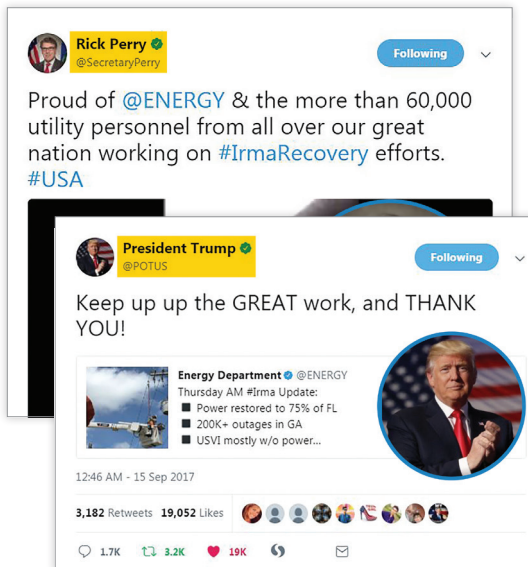 Rick Perry
@SecretaryPerry
Following
Proud of @ENERGY & the more than 60,000
utility personnel from all over our great
nation working on #IrmaRecovery efforts.
#USA
President Trump
@POTUS
Following
Keep up up the GREAT work, and THANK
YOU!
Energy Department @ENERGY
Thursday AM #Irma Update:
Power restored to 75% of FL
200K+ outages in GA
USVI mostly w/o power...
12:46 AM - 15 Sep 2017
3,182 Retweets 19,052 Likes
1.7K 3.2K 19K